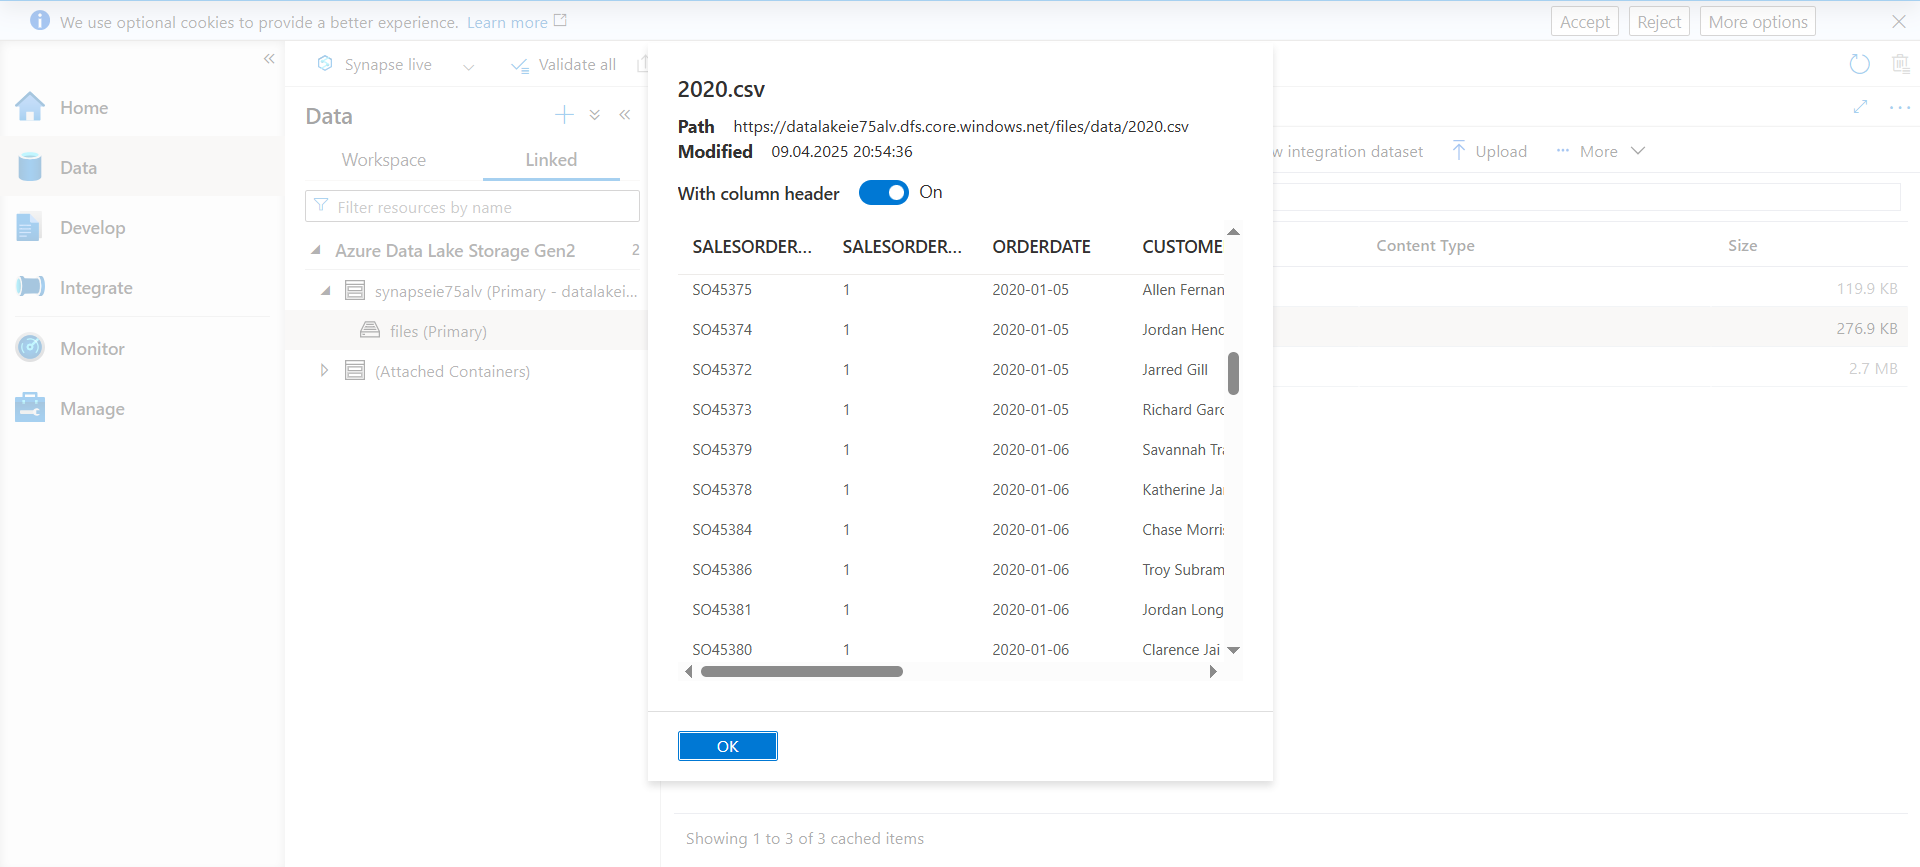 We use optional cookies to provide a better experience. Learn more
Accept
Reject
More options
Home
Data
Develop
Integrate
Monitor
Manage
Synapse live
Validate all
Data
Workspace
Linked
Filter resources by name
Azure Data Lake Storage Gen2 2
synapseie75alv (Primary - datalakei...
files (Primary)
(Attached Containers)
2020.csv
Path https://datalakeie75alv.dfs.core.windows.net/files/data/2020.csv
Modified 09.04.2025 20:54:36
With column header On
SALESORDER... SALESORDER... ORDERDATE CUSTOME
SO45375 1 2020-01-05 Allen Fernan
SO45374 1 2020-01-05 Jordan Henc
SO45372 1 2020-01-05 Jarred Gill
SO45373 1 2020-01-05 Richard Garc
SO45379 1 2020-01-06 Savannah Tra
SO45378 1 2020-01-06 Katherine Ja
SO45384 1 2020-01-06 Chase Morri
SO45386 1 2020-01-06 Troy Subram
SO45381 1 2020-01-06 Jordan Long
SO45380 1 2020-01-06 Clarence Jai
OK
w integration dataset
Upload
... More
Content Type Size
119.9 KB
276.9 KB
2.7 MB
Showing 1 to 3 of 3 cached items